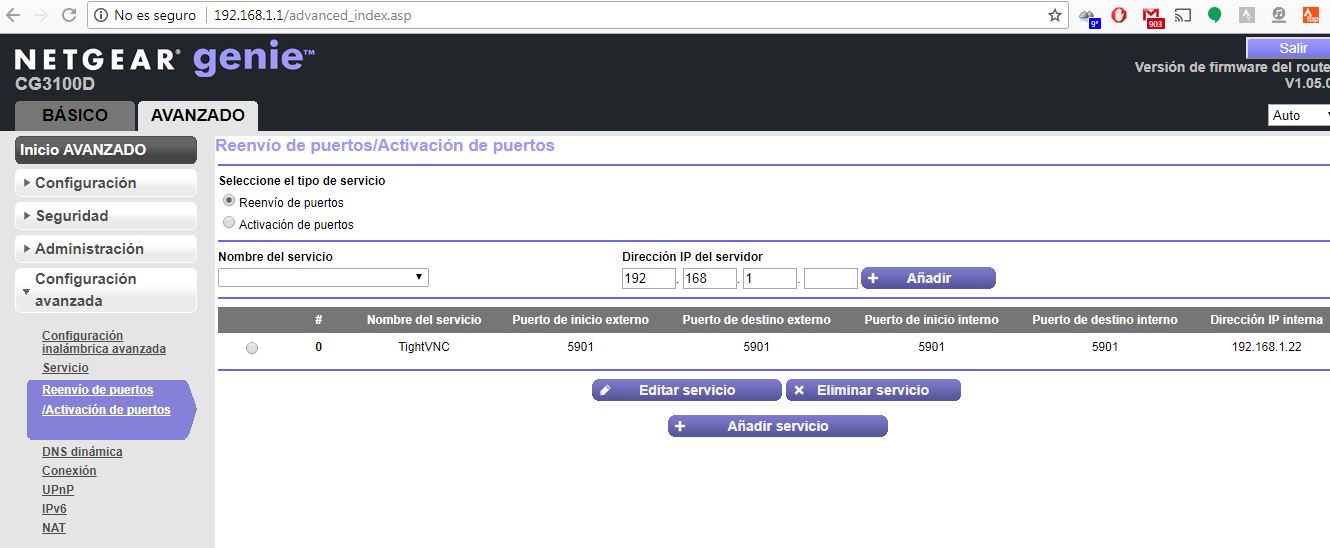 No es seguro | 192.168.1.1/advanced_index.asp
9°
903
NETGEAR® genie™
CG3100D
Salir
Versión de firmware del route
V1.05.0
BÁSICO
AVANZADO
Auto
Inicio AVANZADO
Configuración
Seguridad
Administración
Configuración
avanzada
Configuración
inalámbrica avanzada
Servicio
Reenvío de puertos
/Activación de puertos
DNS dinámica
Conexión
UPnP
IPv6
NAT
Reenvío de puertos/Activación de puertos
Seleccione el tipo de servicio
Reenvío de puertos
Activación de puertos
Nombre del servicio
Dirección IP del servidor
192 . 168 . 1 .
+ Añadir
# Nombre del servicio Puerto de inicio externo Puerto de destino externo Puerto de inicio interno Puerto de destino interno Dirección IP interna
0 TightVNC 5901 5901 5901 5901 192.168.1.22
Editar servicio
Eliminar servicio
+ Añadir servicio